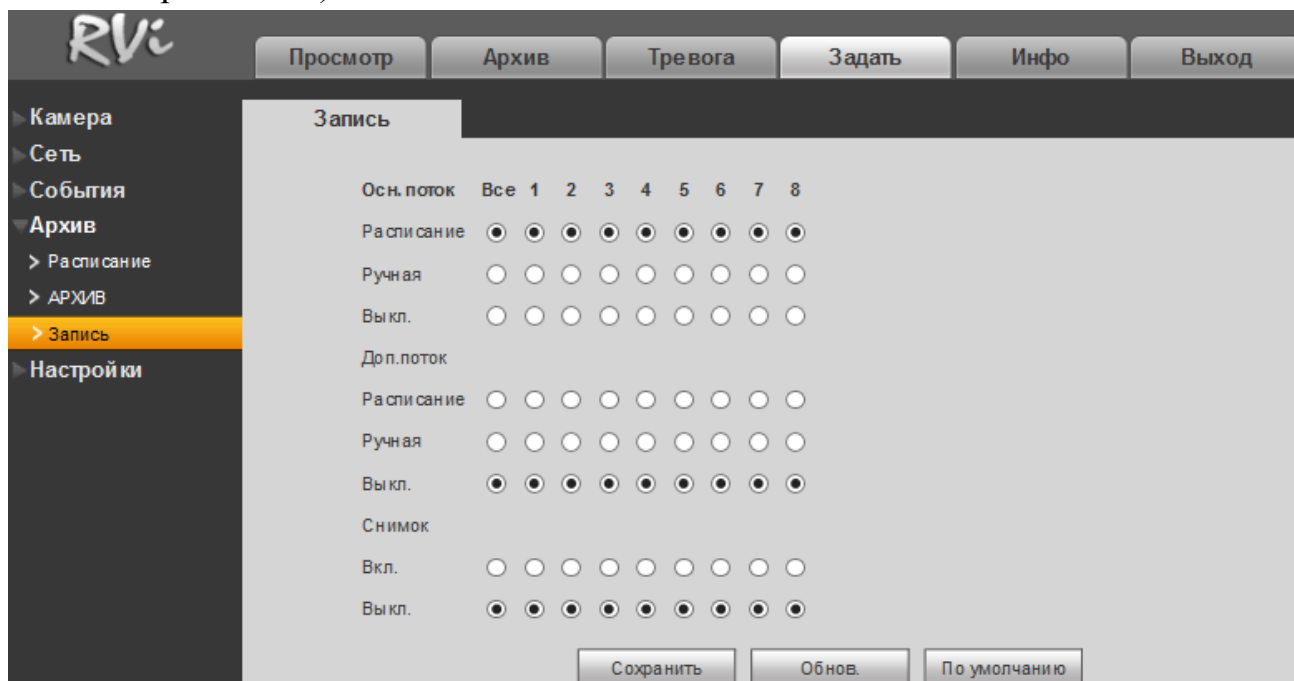 RVi
Просмотр Архив Тревога Задать Инфо Выход
Камера
Сеть
События
Архив
Расписание
АРХИВ
Запись
Настройки
Запись
Осн. поток Все 1 2 3 4 5 6 7 8
Расписание
Ручная
Выкл.
Доп.поток
Расписание
Ручная
Выкл.
Снимок
Вкл.
Выкл.
Сохранить Обнов. По умолчанию